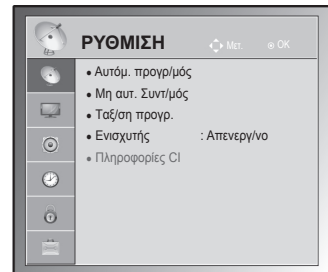 ΡΥΘΜΙΣΗ Μετ. OK
• Αυτόμ. προγρ/μός
• Μη αυτ. Συντ/μός
• Ταξ/ση προγρ.
• Ενισχυτής : Απενεργ/νο
• Πληροφορίες CI